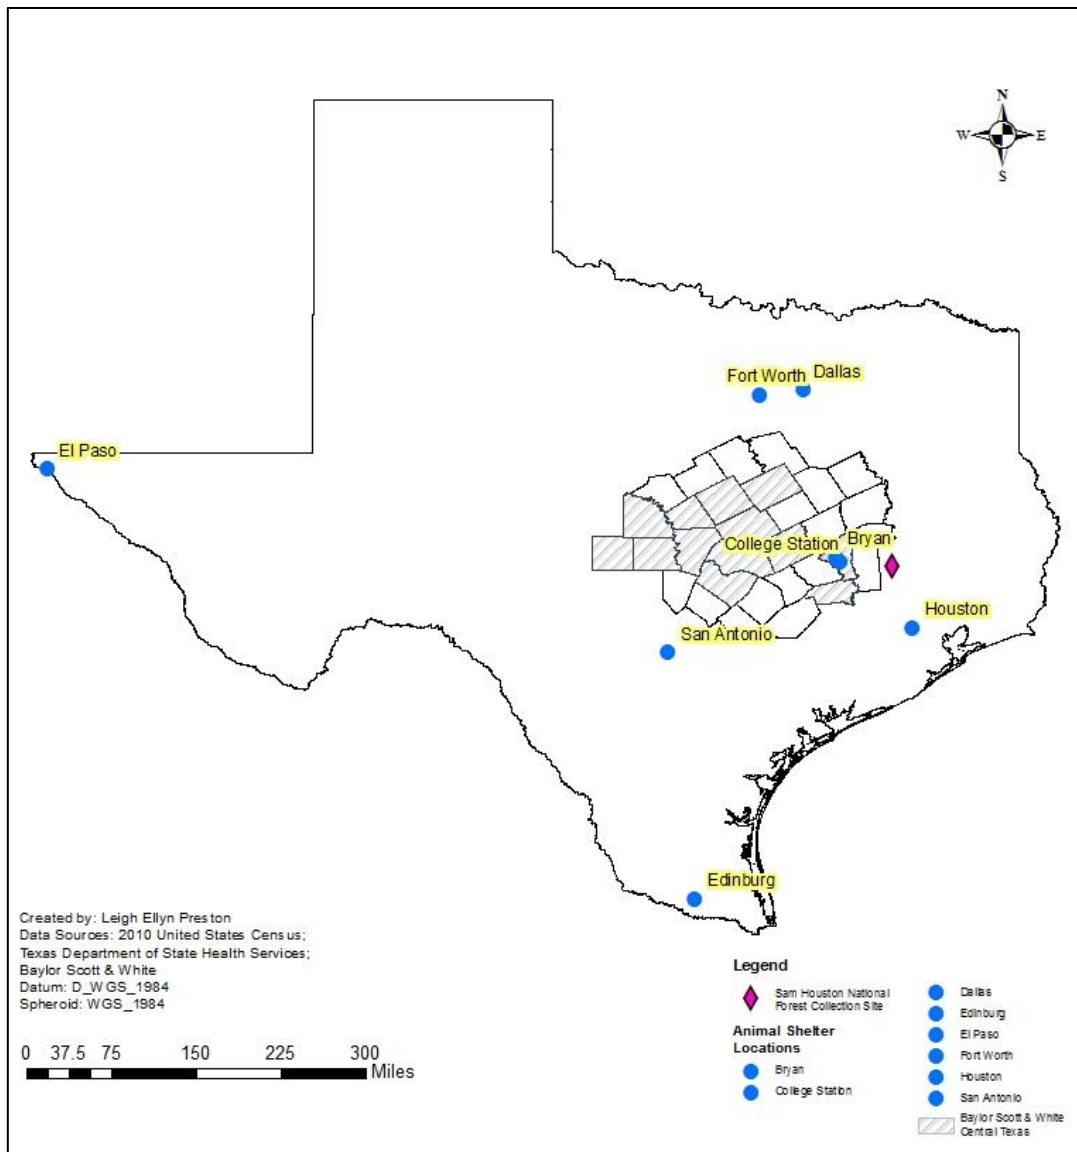 N
W E
S
Fort Worth Dallas
El Paso
College Station Bryan
Houston
San Antonio
Edinburg
Created by: Leigh Ellyn Preston
Data Sources: 2010 United States Census;
Texas Department of State Health Services;
Baylor Scott & White
Datum: D_WGS_1984
Spheroid: WGS_1984
0 37.5 75 150 225 300
Miles
Legend
Sam Houston National
Forest Collection Site
Animal Shelter
Locations
Bryan
College Station
Dallas
Edinburg
El Paso
Fort Worth
Houston
San Antonio
Baylor Scott & White
Central Texas